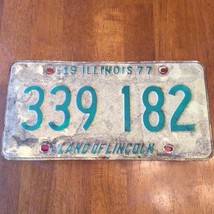 19 ILLINOIS 77
339 182
LAND OF LINCOLN